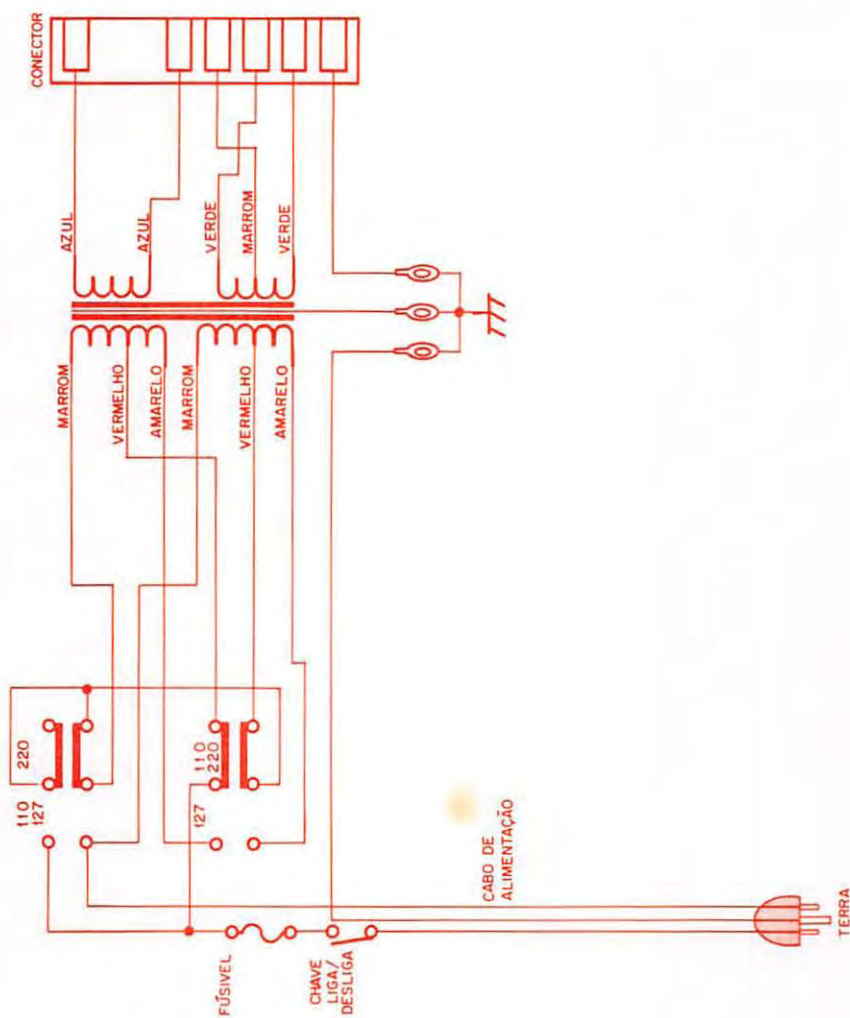 CONECTOR
AZUL
AZUL
VERDE
MARROM
VERDE
MARROM
VERMELHO
AMARELO
MARROM
VERMELHO
AMARELO
220
110
127
110
220
127
FÚSIVEL
CHAVE
LIGA/
DESLIGA
CABO DE
ALIMENTAÇÃO
TERRA